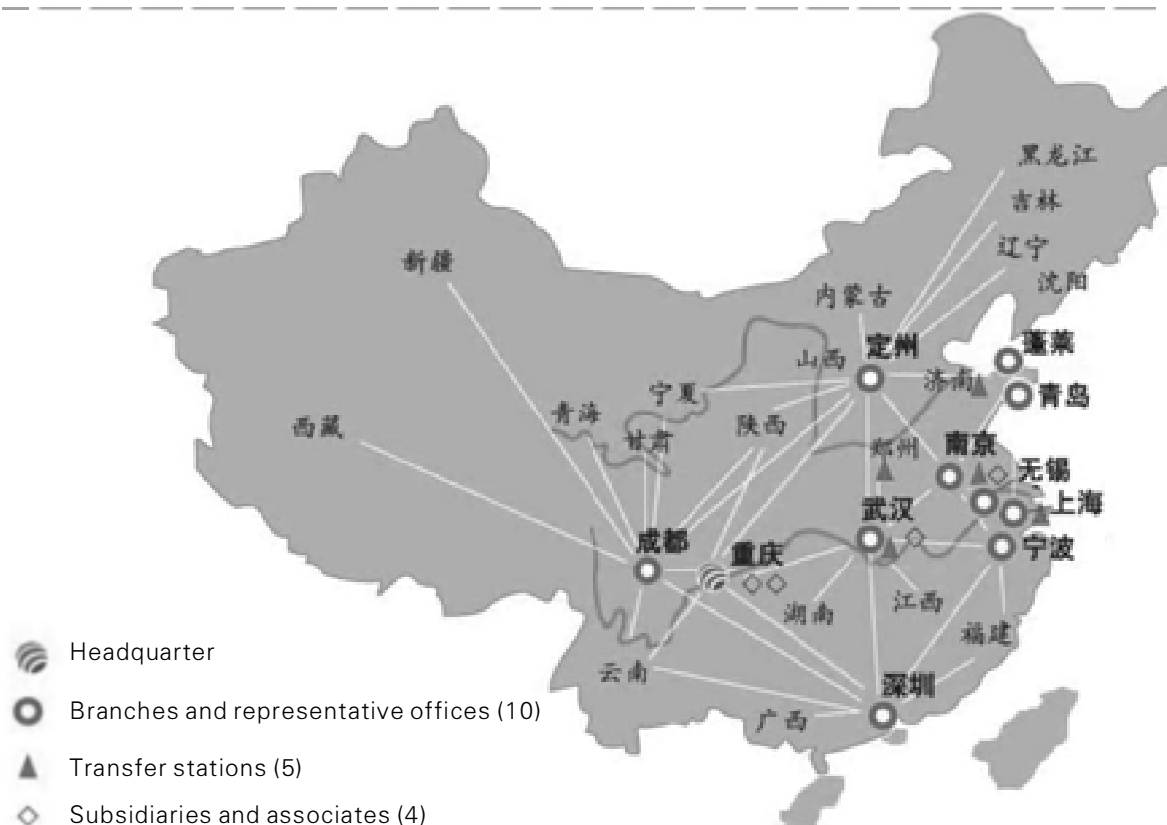 黑龙江
吉林
辽宁
沈阳
新疆
内蒙古
定州
蓬莱
山西
济南
青岛
宁夏
青海
西藏
甘肃
陕西
郑州
南京
无锡
武汉
上海
成都
重庆
宁波
湖南
江西
福建
云南
深圳
广西
Headquarter
Branches and representative offices (10)
Transfer stations (5)
Subsidiaries and associates (4)